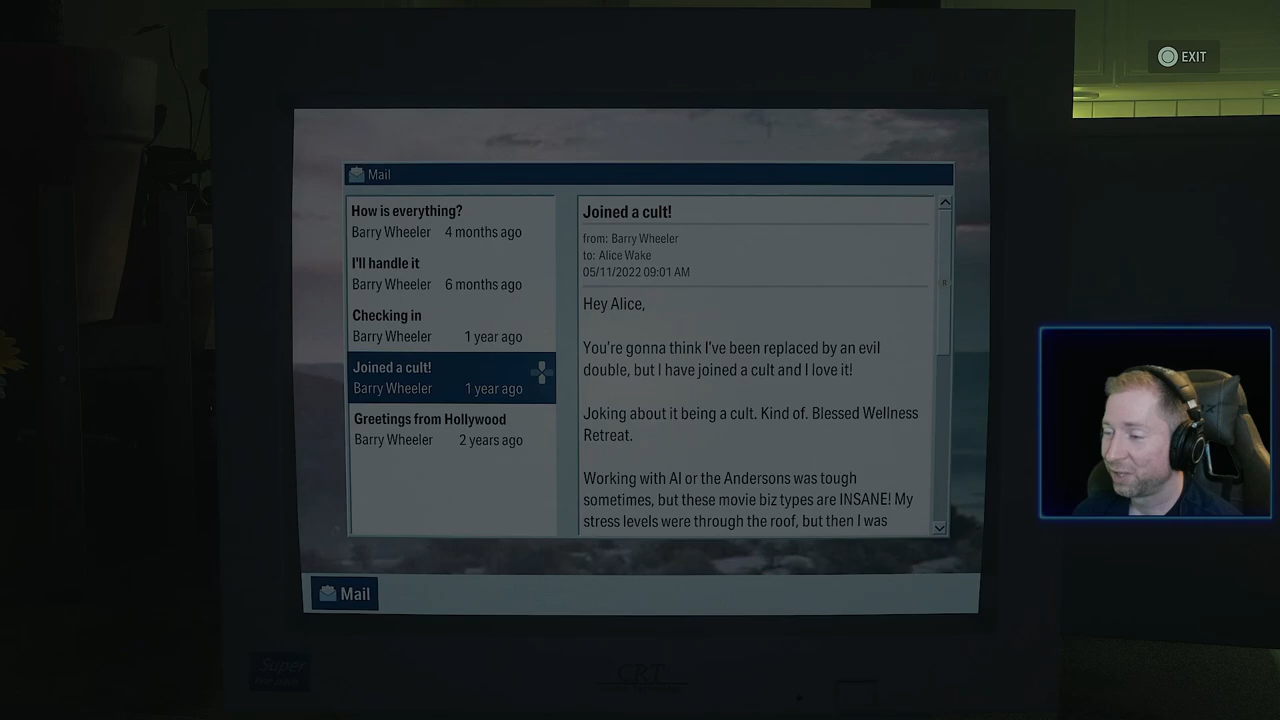 EXIT
Mail
How is everything?
Barry Wheeler 4 months ago
I'll handle it
Barry Wheeler 6 months ago
Checking in
Barry Wheeler 1 year ago
Joined a cult!
Barry Wheeler 1 year ago
Greetings from Hollywood
Barry Wheeler 2 years ago
Joined a cult!
from: Barry Wheeler
to: Alice Wake
05/11/2022 09:01 AM
Hey Alice,
You're gonna think I've been replaced by an evil
double, but I have joined a cult and I love it!
Joking about it being a cult. Kind of. Blessed Wellness
Retreat.
Working with Al or the Andersons was tough
sometimes, but these movie biz types are INSANE! My
stress levels were through the roof, but then I was
Mail
Super
CRT